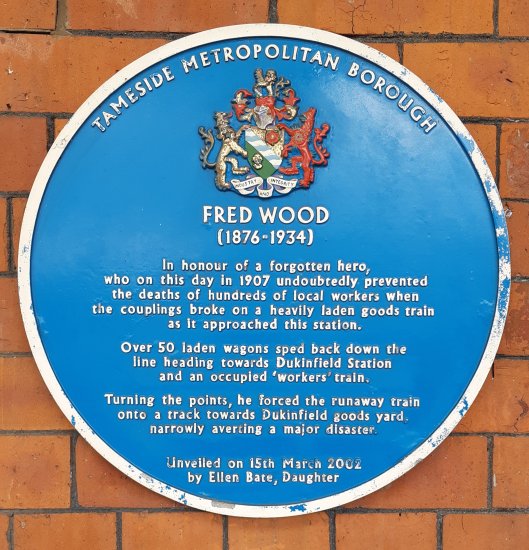 TAMESIDE METROPOLITAN BOROUGH
INDUSTRY AND INTEGRITY
FRED WOOD
(1876-1934)
In honour of a forgotten hero,
who on this day in 1907 undoubtedly prevented
the deaths of hundreds of local workers when
the couplings broke on a heavily laden goods train
as it approached this station.
Over 50 laden wagons sped back down the
line heading towards Dukinfield Station
and an occupied 'workers' train.
Turning the points, he forced the runaway train
onto a track towards Dukinfield goods yard,
narrowly averting a major disaster.
Unveiled on 15th March 2002
by Ellen Bate, Daughter